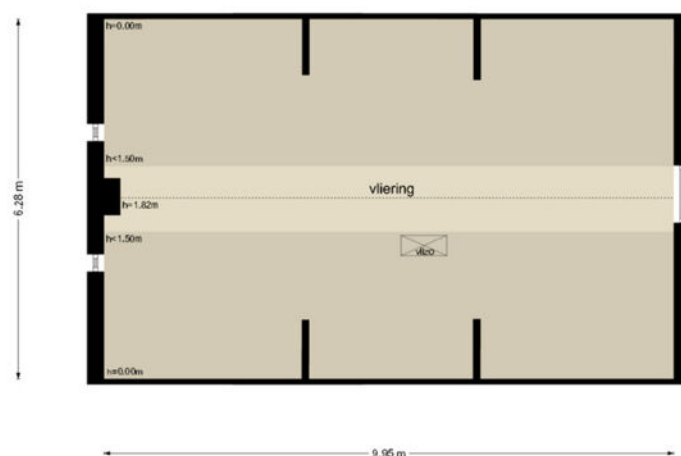 h=0.00m
h<1.50m
vliering
h=1.82m
h<1.50m
vlizo
h=0.00m
6.28 m
9.95 m